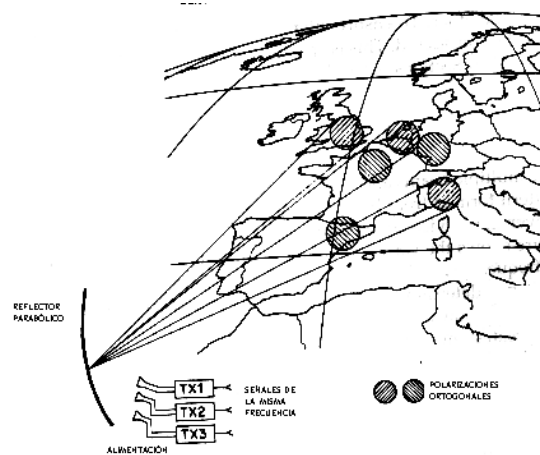 REFLECTOR
PARABÓLICO
TX1
TX2
TX3
SEÑALES DE
LA MISMA
FRECUENCIA
ALIMENTACIÓN
POLARIZACIONES
ORTOGONALES